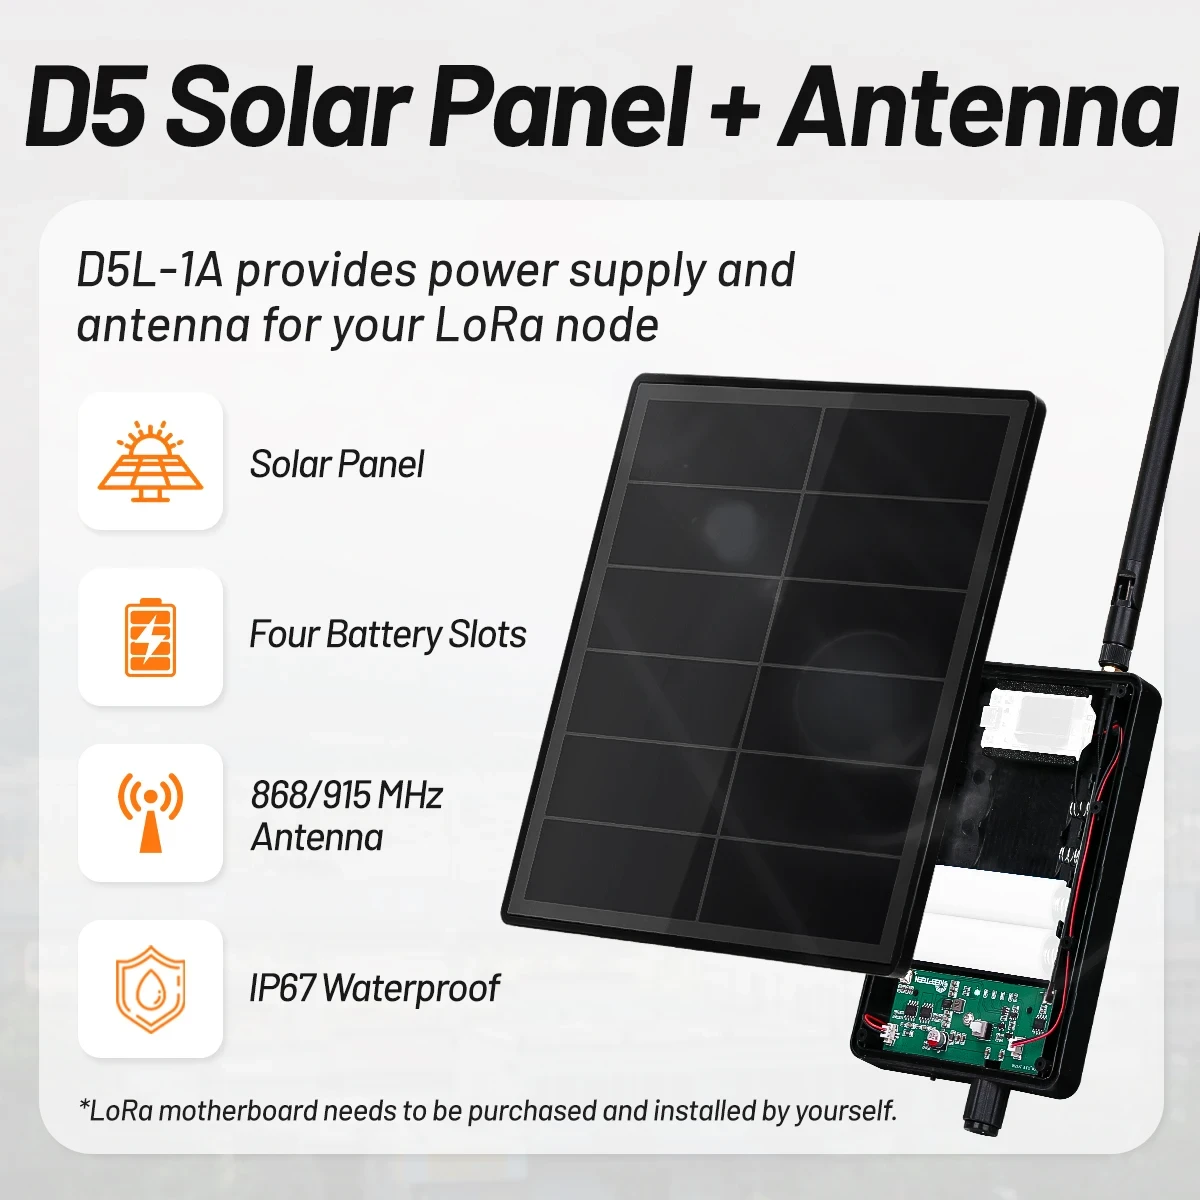 D5 Solar Panel + Antenna
D5L-1A provides power supply and
antenna for your LoRa node
Solar Panel
Four Battery Slots
868/915 MHz
Antenna
IP67 Waterproof
*LoRa motherboard needs to be purchased and installed by yourself.